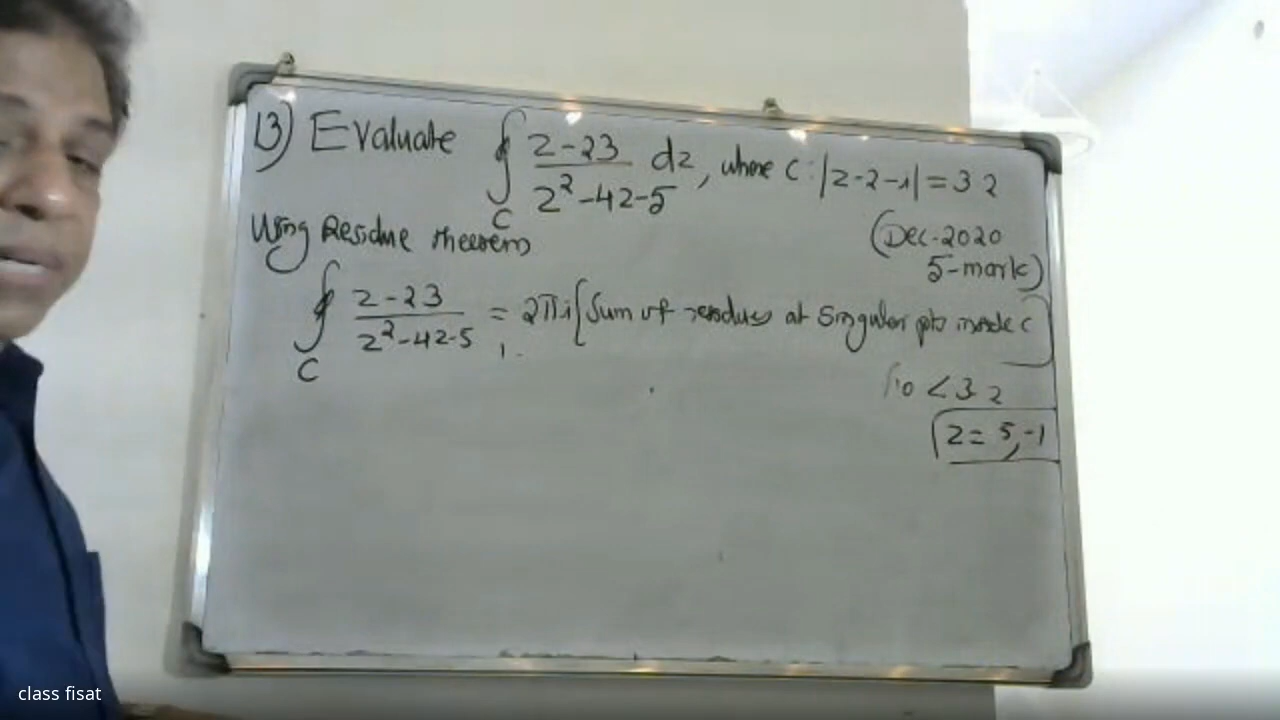 13) Evaluate ∮_C (z-23)/(z²-4z-5) dz, where C: |z-2-i| = 3.2
Using Residue theorem
(Dec-2020
5-mark)
∮_C (z-23)/(z²-4z-5) = 2πi [Sum of residues at singular pts inside C]
√10 < 3.2
z = 5, -1
class fisat